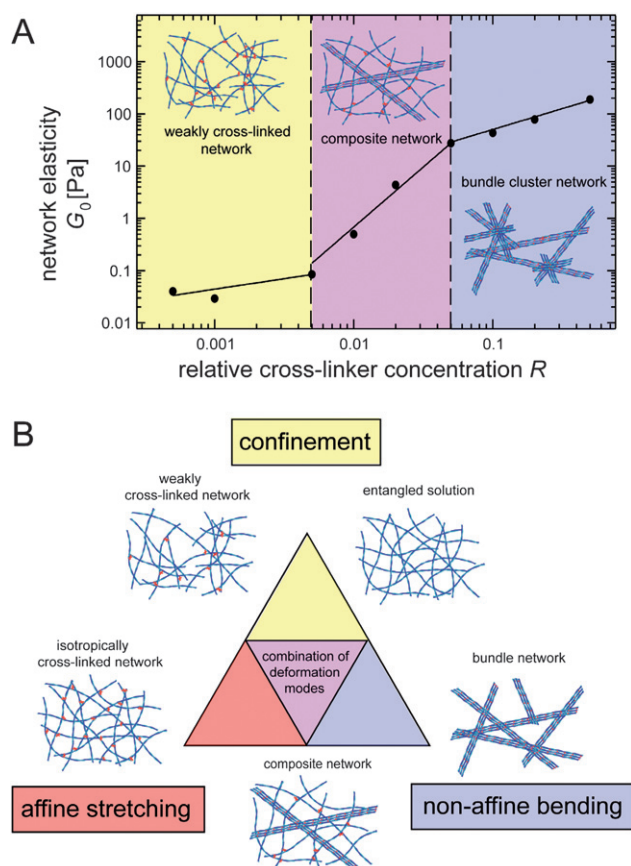 A
network elasticity
G₀[Pa]
1000
100
10
1
0.1
0.01
weakly cross-linked
network
composite network
bundle cluster network
0.001
0.01
0.1
relative cross-linker concentration R
B
confinement
weakly
cross-linked network
entangled solution
isotropically
cross-linked network
combination of
deformation
modes
bundle network
composite network
affine stretching
non-affine bending